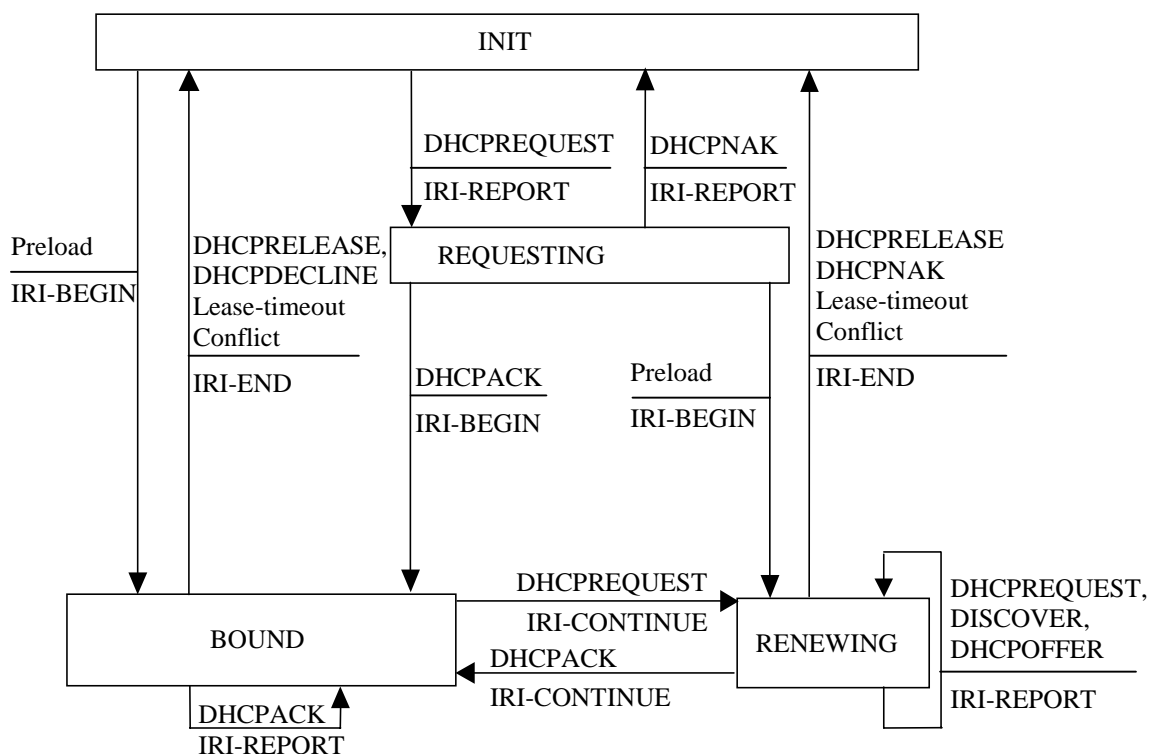 INIT
DHCPREQUEST
IRI-REPORT
DHCPNAK
IRI-REPORT
Preload
IRI-BEGIN
DHCPRELEASE,
DHCPDECLINE
Lease-timeout
Conflict
IRI-END
REQUESTING
DHCPRELEASE
DHCPNAK
Lease-timeout
Conflict
IRI-END
DHCPACK
IRI-BEGIN
Preload
IRI-BEGIN
BOUND
DHCPREQUEST
IRI-CONTINUE
DHCPACK
IRI-CONTINUE
RENEWING
DHCPREQUEST,
DISCOVER,
DHCPOFFER
IRI-REPORT
DHCPACK
IRI-REPORT